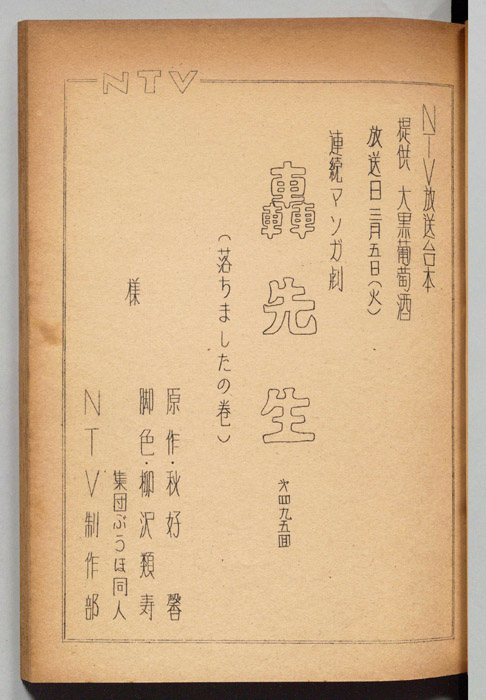 NTV
NTV放送台本
提供 大黒葡萄酒
放送日 三月五日(火)
連続マンガ劇
轟先生
第四九五回
(落ちましたの巻)
様
原作・秋好馨
脚色・柳沢類寿
集団ぶうほ同人
NTV制作部